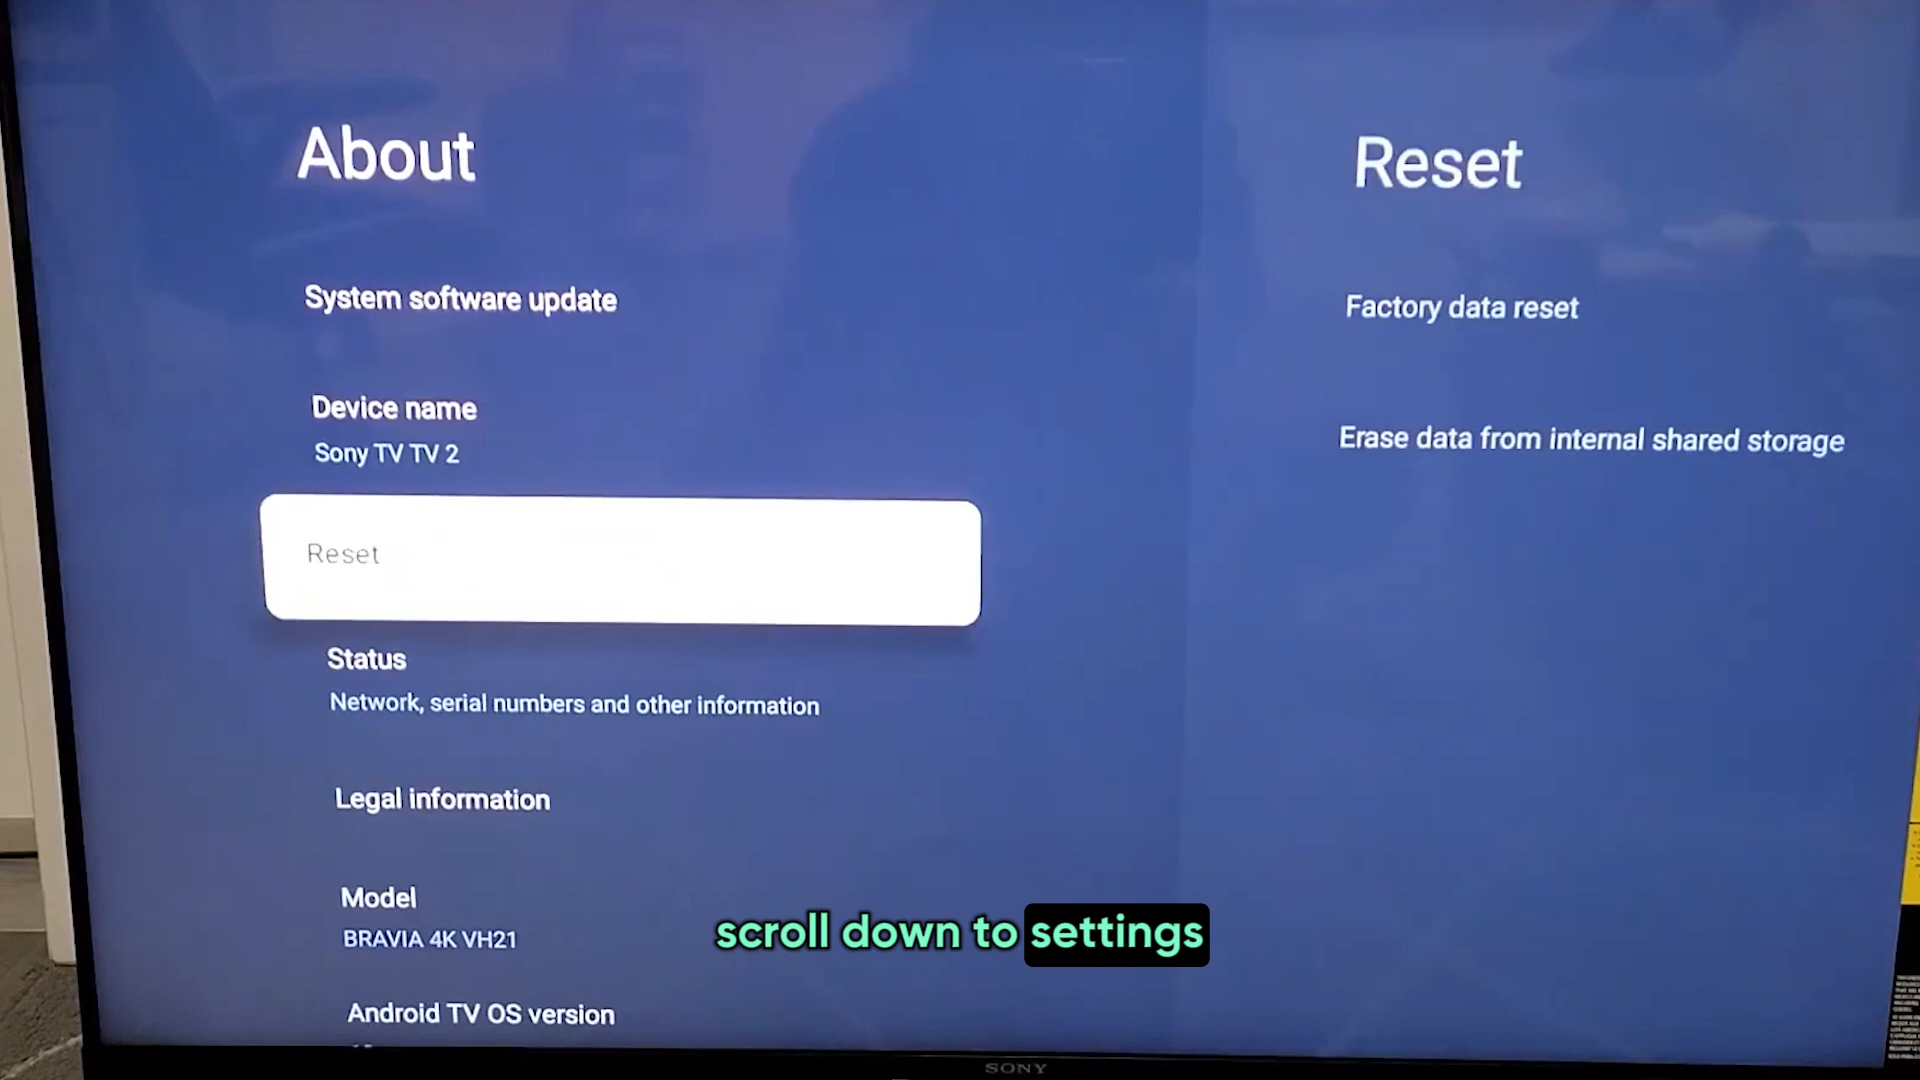 About
System software update
Device name
Sony TV TV 2
Reset
Status
Network, serial numbers and other information
Legal information
Model
BRAVIA 4K VH21
Android TV OS version
Reset
Factory data reset
Erase data from internal shared storage
scroll down to settings
SONY